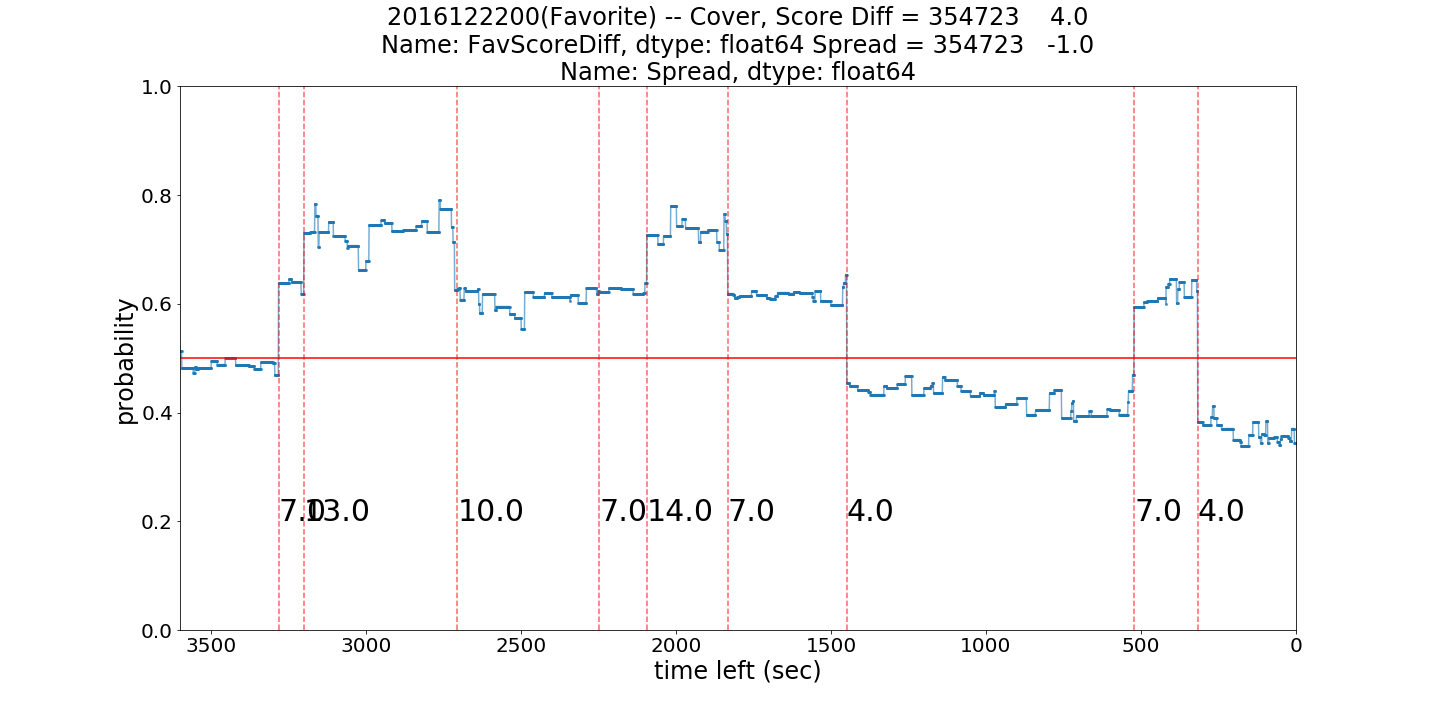 2016122200(Favorite) -- Cover, Score Diff = 354723    4.0
Name: FavScoreDiff, dtype: float64 Spread = 354723   -1.0
Name: Spread, dtype: float64
1.0
0.8
0.6
0.4
0.2
0.0
probability
7.0
13.0
10.0
7.0
14.0
7.0
4.0
7.0
4.0
3500 3000 2500 2000 1500 1000 500 0
time left (sec)